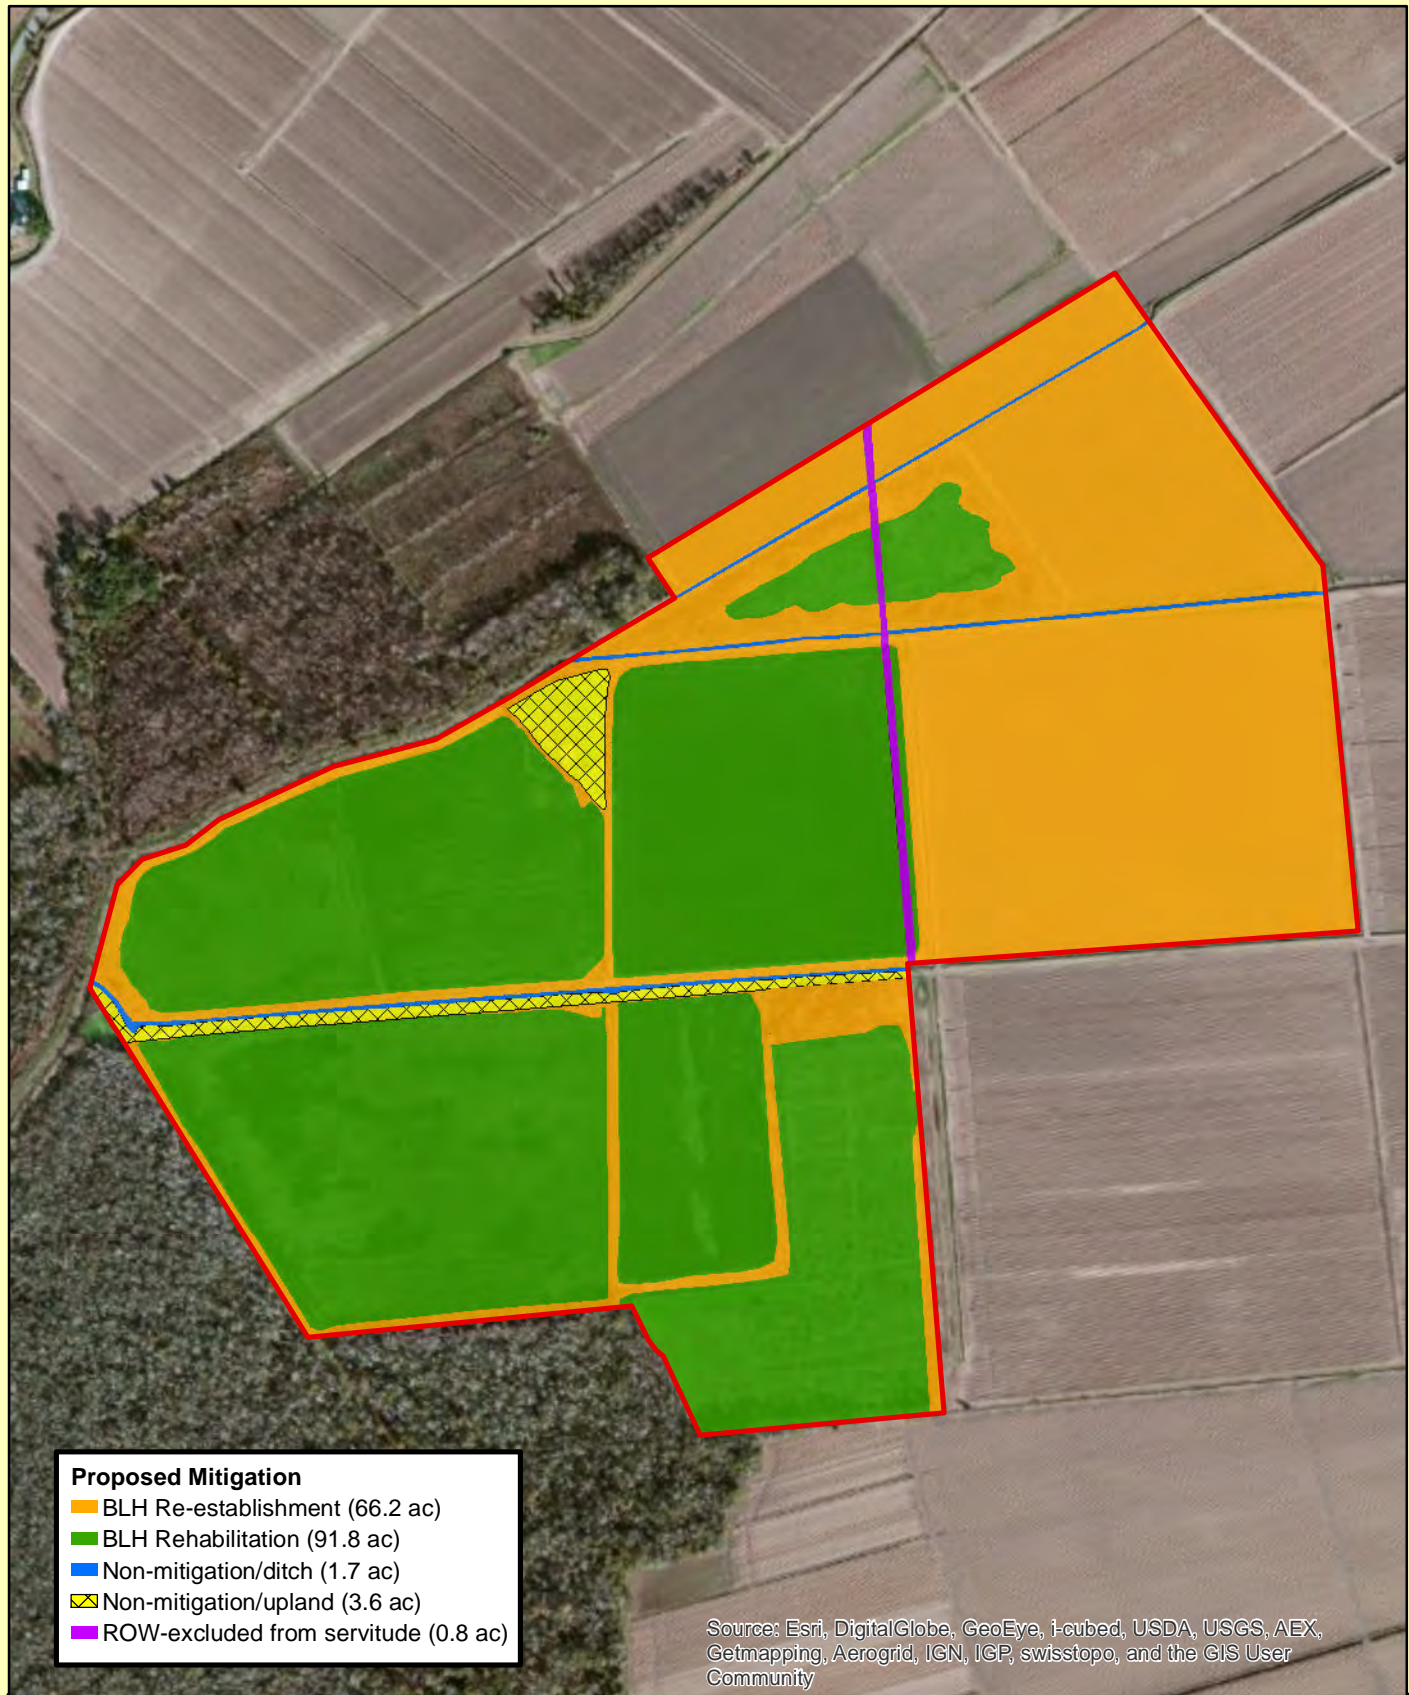 Proposed Mitigation
BLH Re-establishment (66.2 ac)
BLH Rehabilitation (91.8 ac)
Non-mitigation/ditch (1.7 ac)
Non-mitigation/upland (3.6 ac)
ROW-excluded from servitude (0.8 ac)
Source: Esri, DigitalGlobe, GeoEye, i-cubed, USDA, USGS, AEX,
Getmapping, Aerogrid, IGN, IGP, swisstopo, and the GIS User
Community